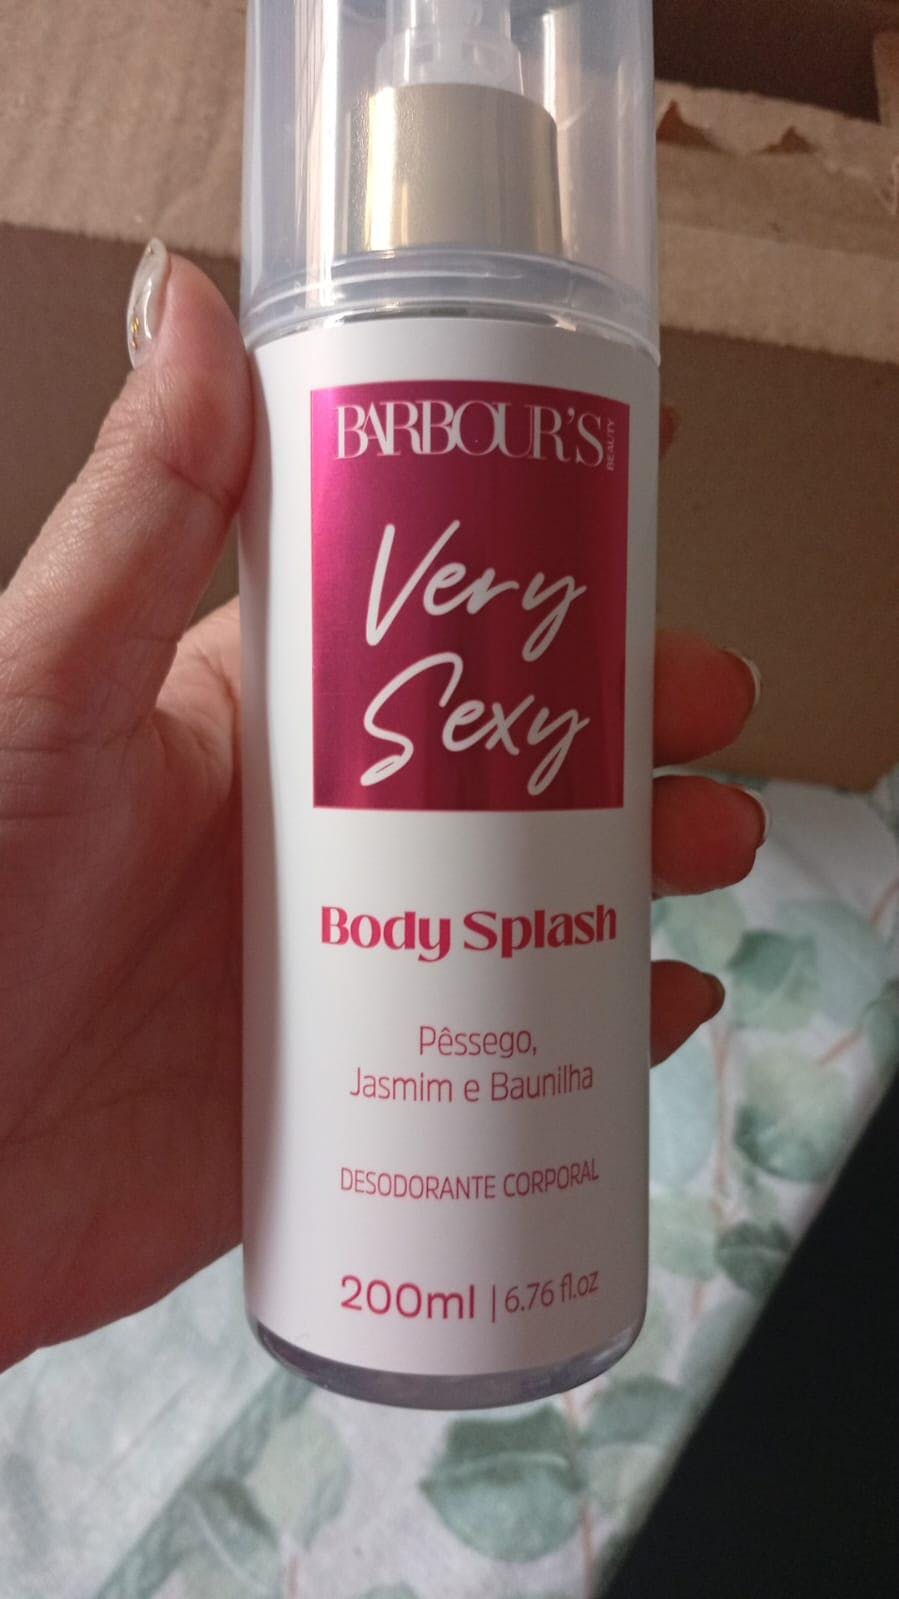 BARBOUR'S
BEAUTY
Very
Sexy
Body Splash
Pêssego,
Jasmim e Baunilha
DESODORANTE CORPORAL
200ml | 6.76 fl.oz